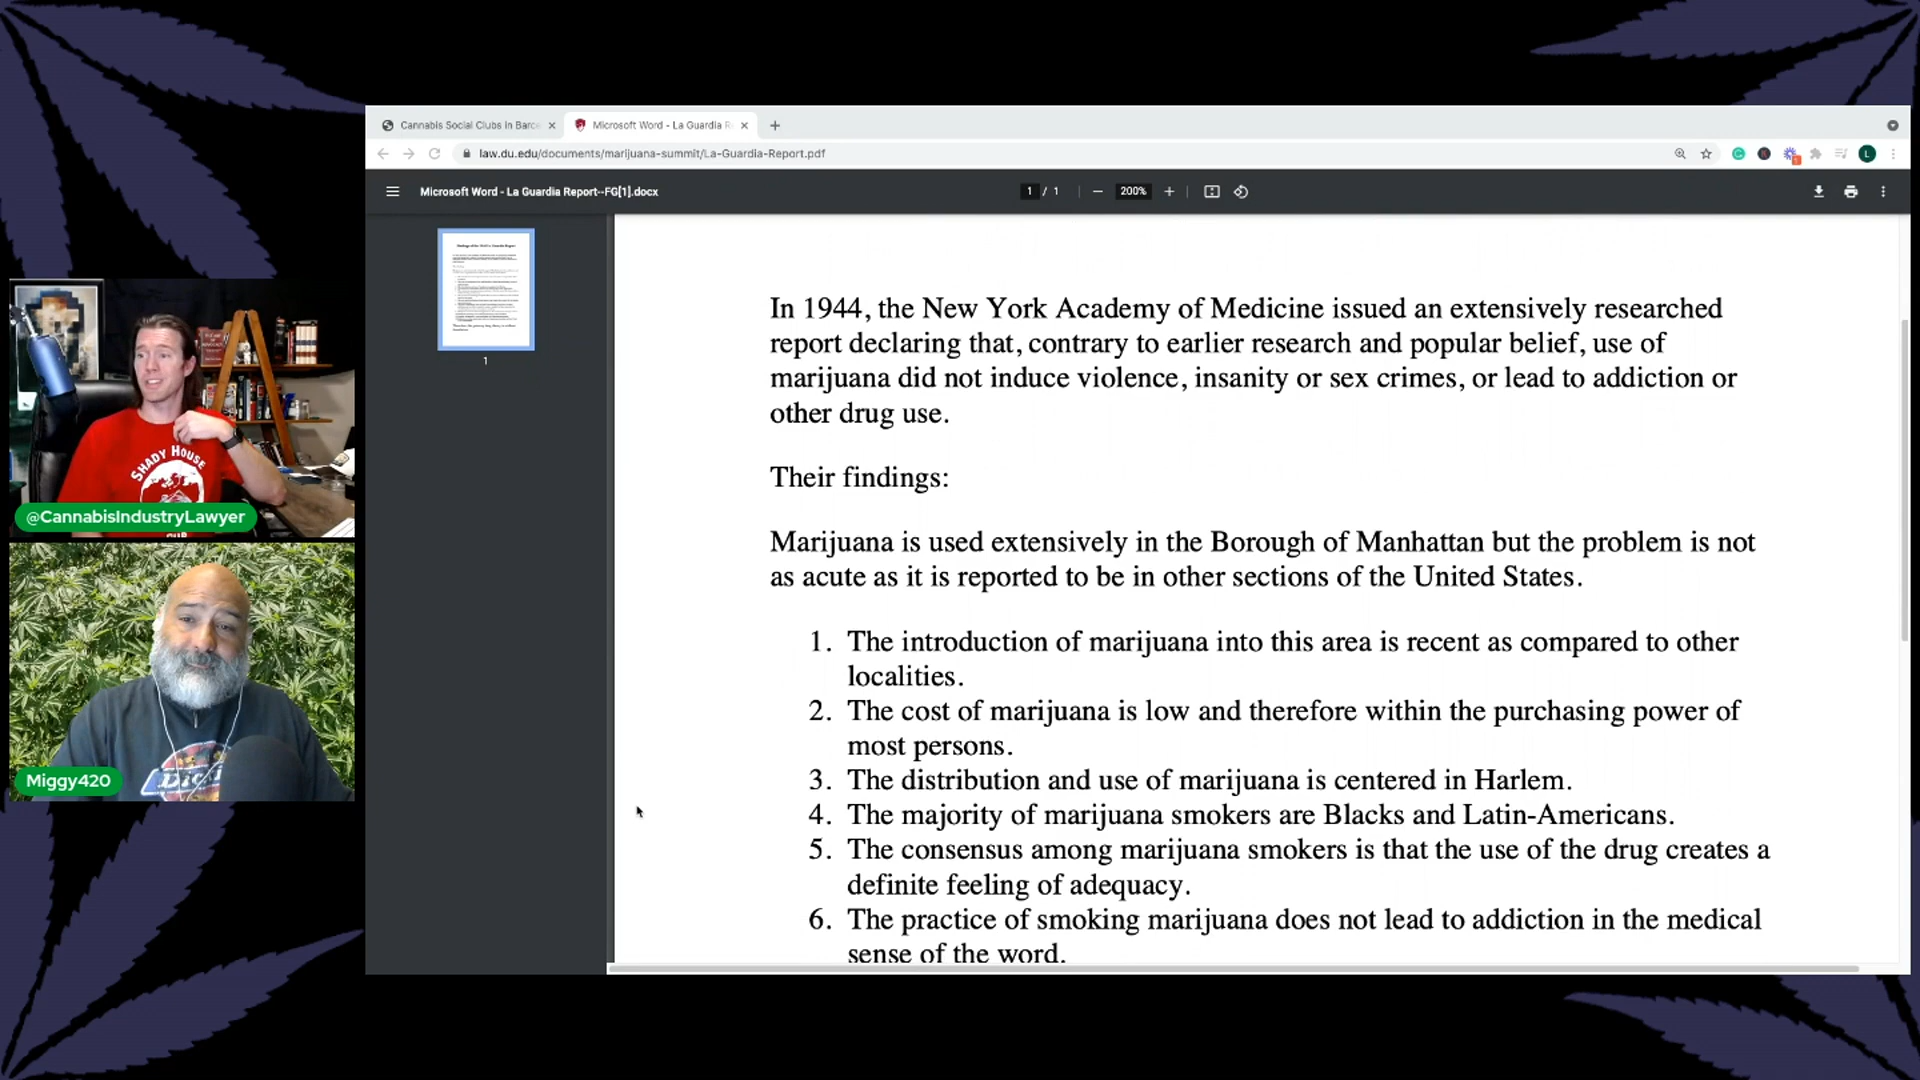 Cannabis Social Clubs in Barce
Microsoft Word - La Guardia R
law.du.edu/documents/marijuana-summit/La-Guardia-Report.pdf
L
Microsoft Word - La Guardia Report--FG[1].docx
1 / 1
200%
1
In 1944, the New York Academy of Medicine issued an extensively researched
report declaring that, contrary to earlier research and popular belief, use of
marijuana did not induce violence, insanity or sex crimes, or lead to addiction or
other drug use.
Their findings:
Marijuana is used extensively in the Borough of Manhattan but the problem is not
as acute as it is reported to be in other sections of the United States.
1. The introduction of marijuana into this area is recent as compared to other
localities.
2. The cost of marijuana is low and therefore within the purchasing power of
most persons.
3. The distribution and use of marijuana is centered in Harlem.
4. The majority of marijuana smokers are Blacks and Latin-Americans.
5. The consensus among marijuana smokers is that the use of the drug creates a
definite feeling of adequacy.
6. The practice of smoking marijuana does not lead to addiction in the medical
sense of the word.
SHADY HOUSE
@CannabisIndustryLawyer
Miggy420